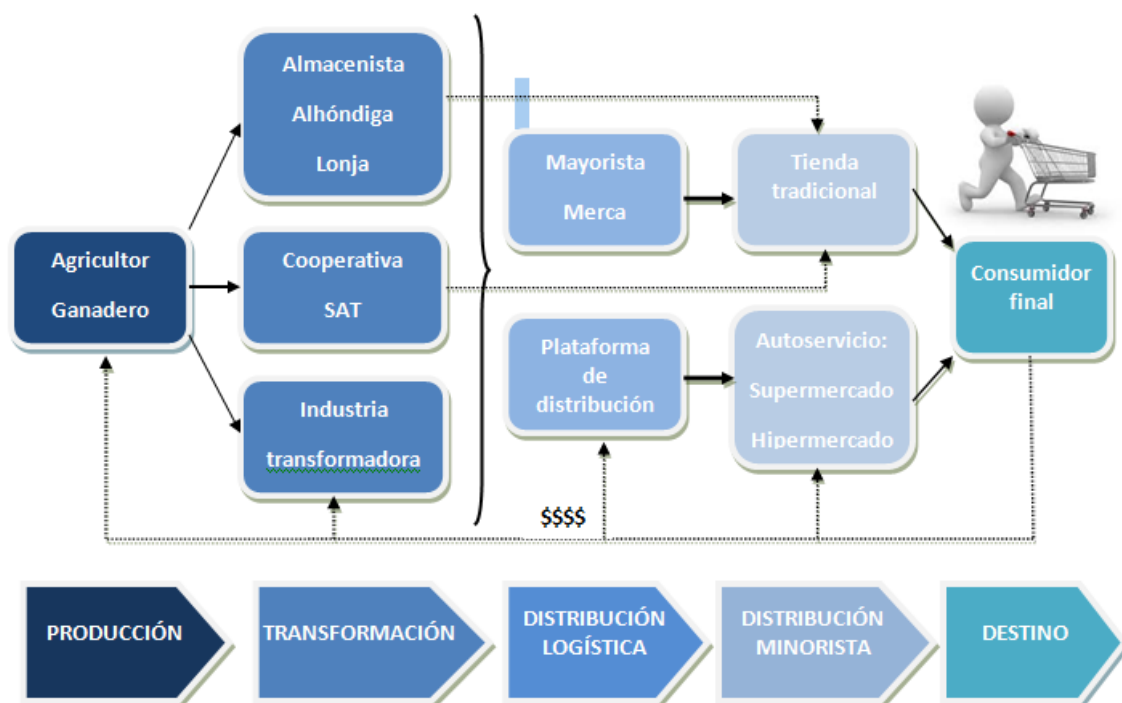 Almacenista
Alhóndiga
Lonja
Mayorista
Merca
Tienda
tradicional
Agricultor
Ganadero
Cooperativa
SAT
Consumidor
final
Plataforma
de
distribución
Autoservicio:
Supermercado
Hipermercado
Industria
transformadora
$$$$
PRODUCCIÓN
TRANSFORMACIÓN
DISTRIBUCIÓN
LOGÍSTICA
DISTRIBUCIÓN
MINORISTA
DESTINO